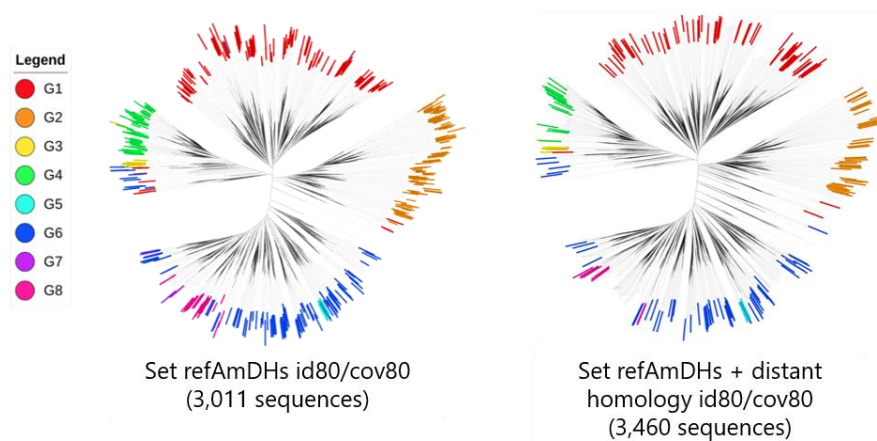 Legend
G1
G2
G3
G4
G5
G6
G7
G8
Set refAmDHs id80/cov80
(3,011 sequences)
Set refAmDHs + distant
homology id80/cov80
(3,460 sequences)